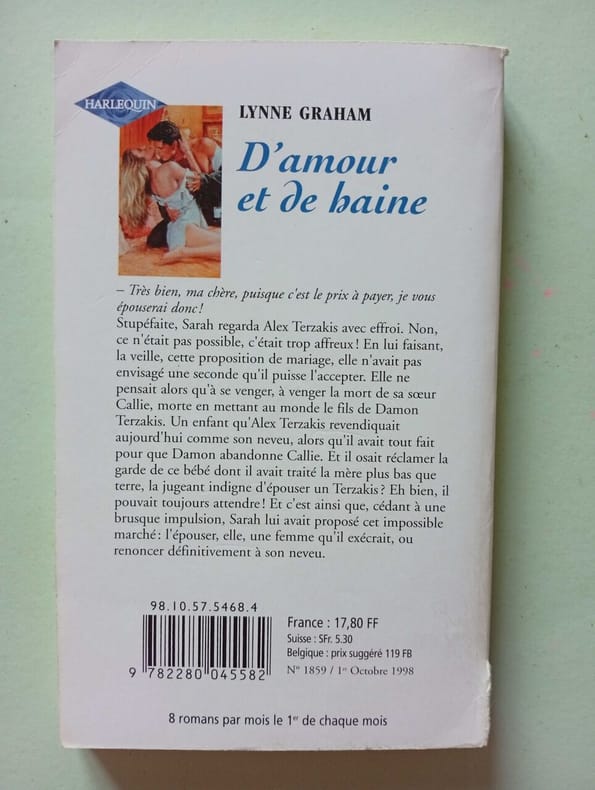 HARLEQUIN
LYNNE GRAHAM
D'amour
et de haine
– Très bien, ma chère, puisque c'est le prix à payer, je vous
épouserai donc !
Stupéfaite, Sarah regarda Alex Terzakis avec effroi. Non,
ce n'était pas possible, c'était trop affreux ! En lui faisant,
la veille, cette proposition de mariage, elle n'avait pas
envisagé une seconde qu'il puisse l'accepter. Elle ne
pensait alors qu'à se venger, à venger la mort de sa sœur
Callie, morte en mettant au monde le fils de Damon
Terzakis. Un enfant qu'Alex Terzakis revendiquait
aujourd'hui comme son neveu, alors qu'il avait tout fait
pour que Damon abandonne Callie. Et il osait réclamer la
garde de ce bébé dont il avait traité la mère plus bas que
terre, la jugeant indigne d'épouser un Terzakis ? Eh bien, il
pouvait toujours attendre ! Et c'est ainsi que, cédant à une
brusque impulsion, Sarah lui avait proposé cet impossible
marché : l'épouser, elle, une femme qu'il exécrait, ou
renoncer définitivement à son neveu.
98.10.57.5468.4
9 782280 045582
France : 17,80 FF
Suisse : SFr. 5.30
Belgique : prix suggéré 119 FB
N° 1859 / 1er Octobre 1998
8 romans par mois le 1er de chaque mois